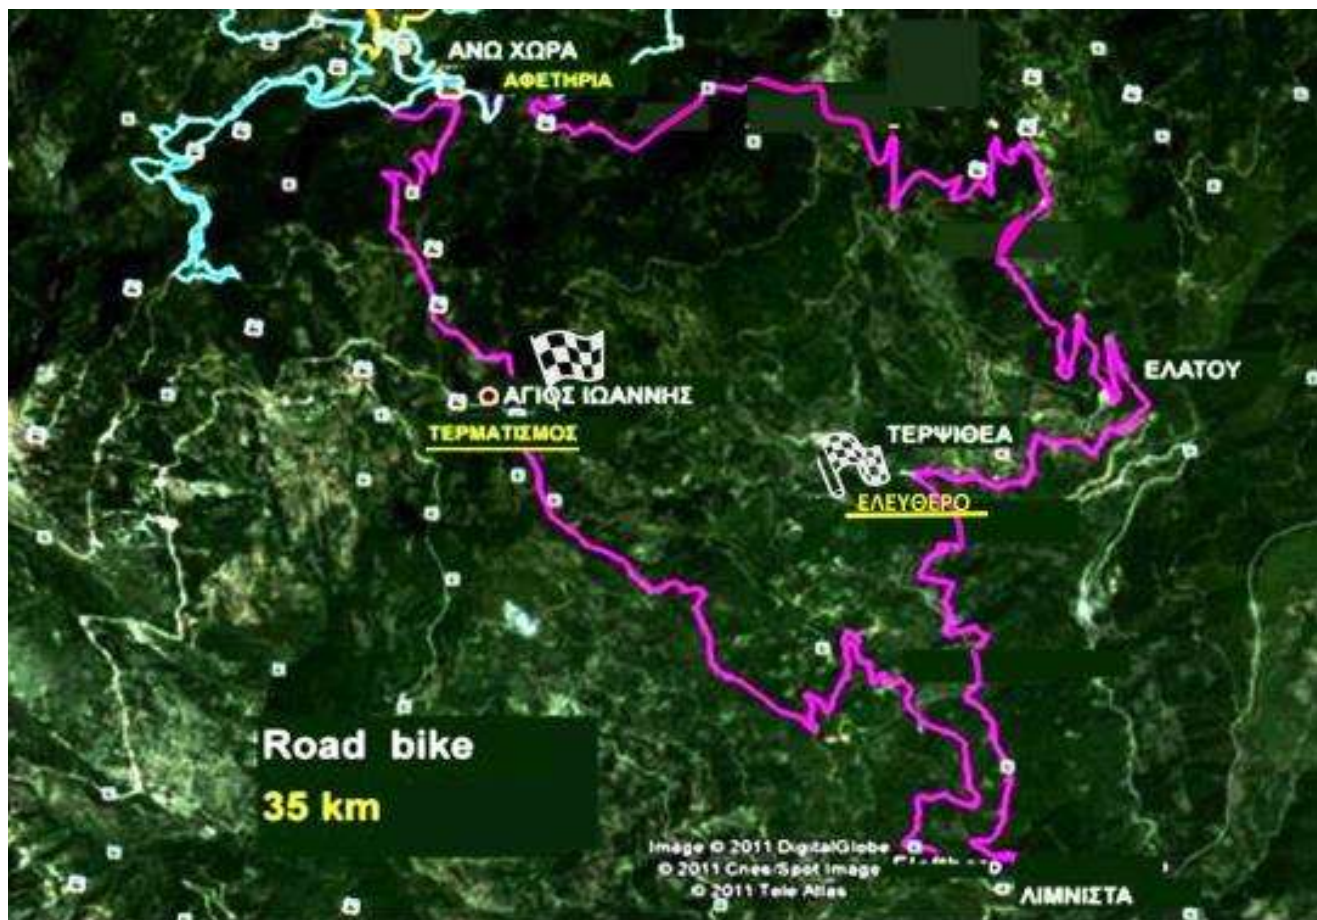 ΑΝΩ ΧΩΡΑ
ΑΦΕΤΗΡΙΑ
ΕΛΑΤΟΥ
ΑΓΙΟΣ ΙΩΑΝΝΗΣ
ΤΕΡΜΑΤΙΣΜΟΣ
ΤΕΡΨΙΘΕΑ
ΕΛΕΥΘΕΡΟ
Road bike
35 km
Image © 2011 DigitalGlobe
© 2011 Cnes/Spot Image
© 2011 Tele Atlas
ΛΙΜΝΙΣΤΑ